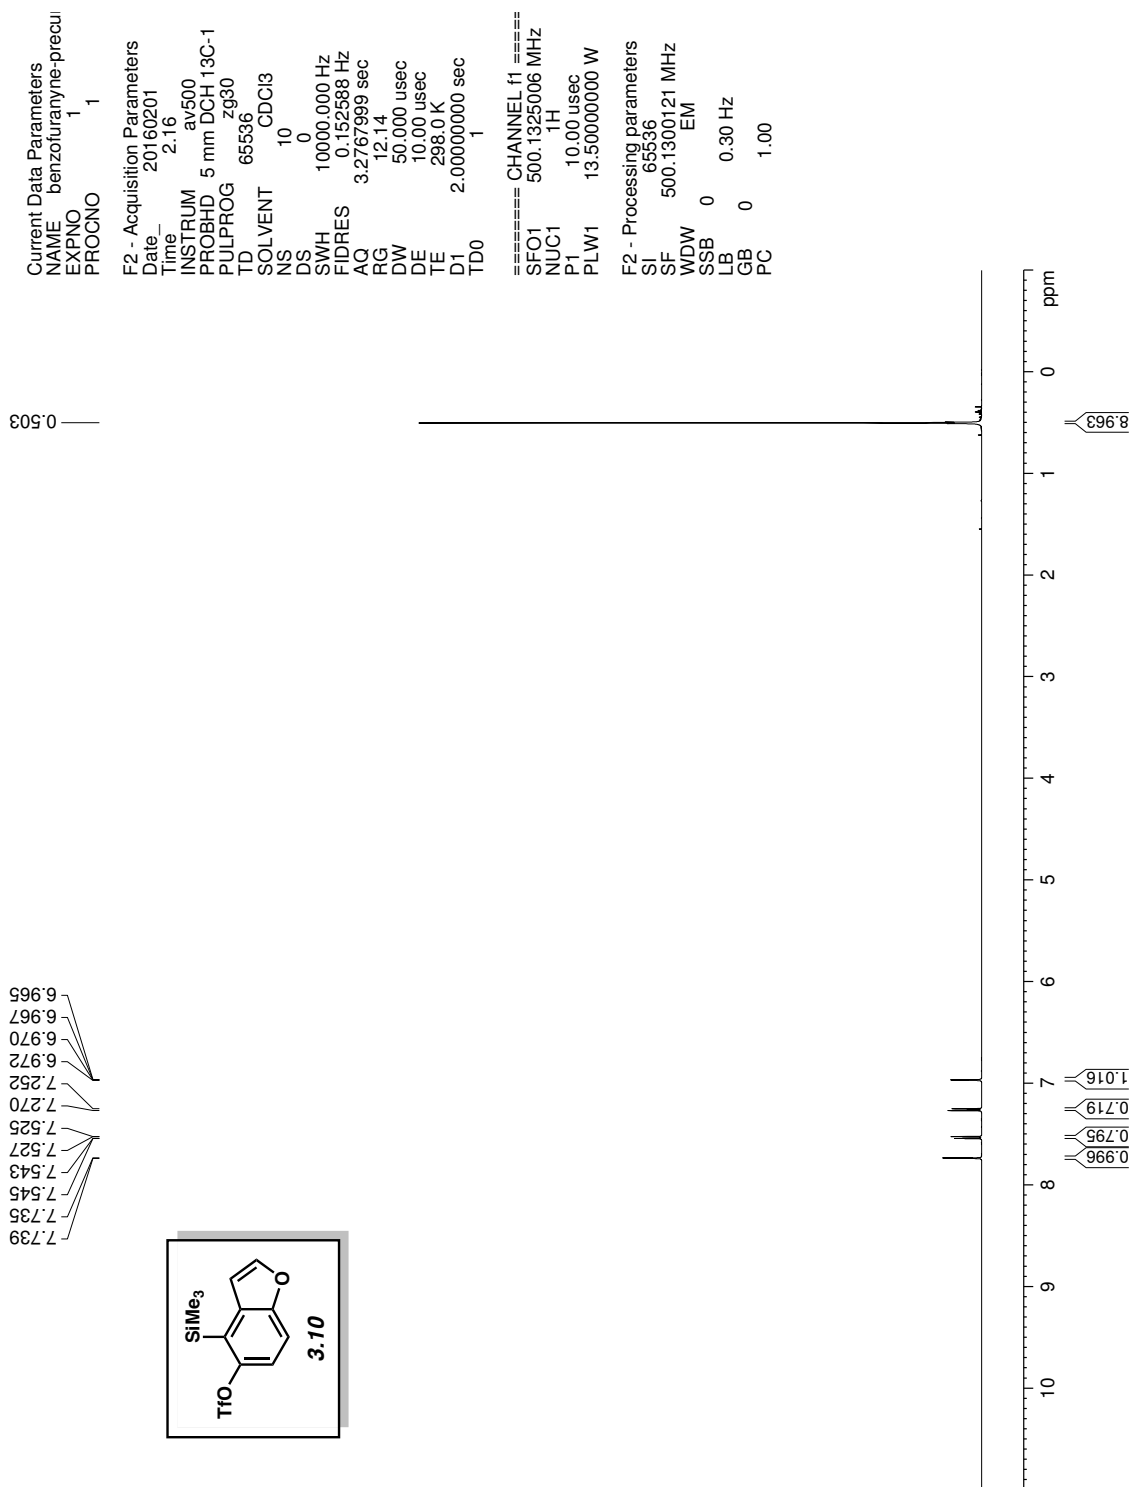 Current Data Parameters
NAME benzofuranyne-precu
EXPNO 1
PROCNO 1
F2 - Acquisition Parameters
Date_ 20160201
Time 2.16
INSTRUM av500
PROBHD 5 mm DCH 13C-1
PULPROG zg30
TD 65536
SOLVENT CDCl3
NS 10
DS 0
SWH 10000.000 Hz
FIDRES 0.152588 Hz
AQ 3.2767999 sec
RG 12.14
DW 50.000 usec
DE 10.00 usec
TE 298.0 K
D1 2.00000000 sec
TD0 1
======== CHANNEL f1 =====
SFO1 500.1325006 MHz
NUC1 1H
P1 10.00 usec
PLW1 13.50000000 W
F2 - Processing parameters
SI 65536
SF 500.1300121 MHz
WDW EM
SSB 0
LB 0.30 Hz
GB 0
PC 1.00
7.739
7.735
7.545
7.543
7.527
7.525
7.270
7.252
6.972
6.970
6.967
6.965
0.503
SiMe3
TfO
O
3.10
10 9 8 7 6 5 4 3 2 1 0 ppm
0.996
0.795
0.719
1.016
8.963